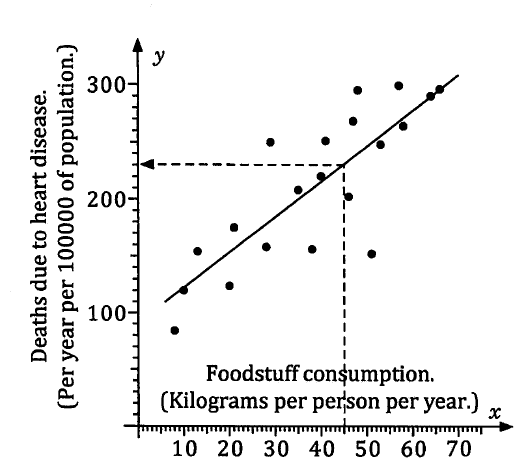 y
300
200
100
Deaths due to heart disease.
(Per year per 100000 of population.)
Foodstuff consumption.
(Kilograms per person per year.)
x
10 20 30 40 50 60 70